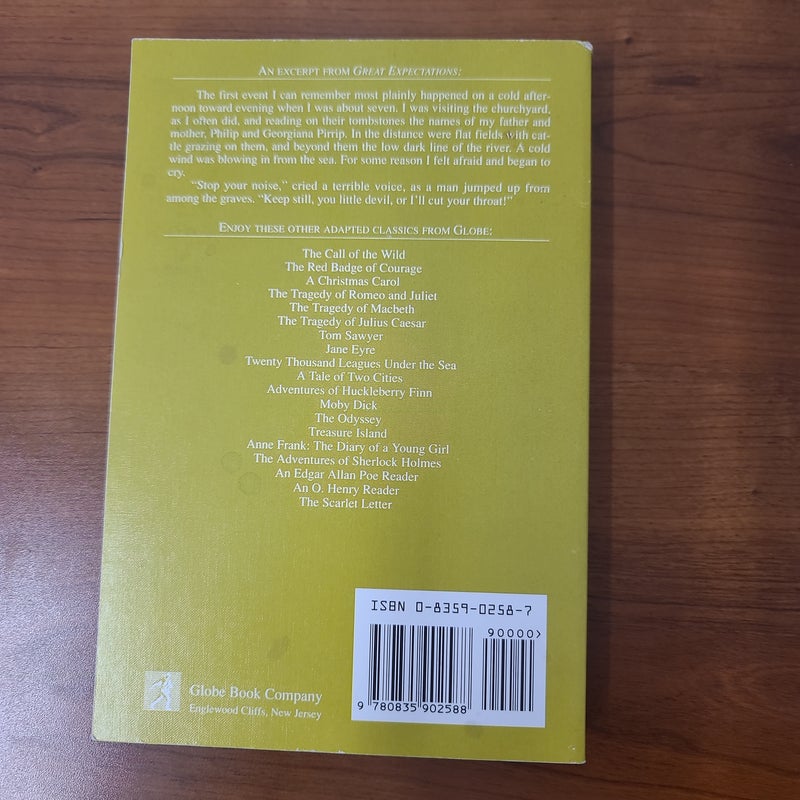 AN EXCERPT FROM GREAT EXPECTATIONS:
The first event I can remember most plainly happened on a cold after-
noon toward evening when I was about seven. I was visiting the churchyard,
as I often did, and reading on their tombstones the names of my father and
mother, Philip and Georgiana Pirrip. In the distance were flat fields with cat-
tle grazing on them, and beyond them the low dark line of the river. A cold
wind was blowing in from the sea. For some reason I felt afraid and began to
cry.
"Stop your noise," cried a terrible voice, as a man jumped up from
among the graves. "Keep still, you little devil, or I'll cut your throat!"
ENJOY THESE OTHER ADAPTED CLASSICS FROM GLOBE:
The Call of the Wild
The Red Badge of Courage
A Christmas Carol
The Tragedy of Romeo and Juliet
The Tragedy of Macbeth
The Tragedy of Julius Caesar
Tom Sawyer
Jane Eyre
Twenty Thousand Leagues Under the Sea
A Tale of Two Cities
Adventures of Huckleberry Finn
Moby Dick
The Odyssey
Treasure Island
Anne Frank: The Diary of a Young Girl
The Adventures of Sherlock Holmes
An Edgar Allan Poe Reader
An O. Henry Reader
The Scarlet Letter
ISBN 0-8359-0258-7
90000>
9 780835 902588
Globe Book Company
Englewood Cliffs, New Jersey